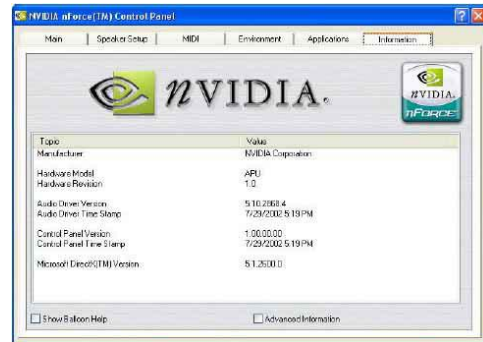 NVIDIA nForce(TM) Control Panel
Main Speaker Setup MIDI Environment Applications Information
nVIDIA.
nVIDIA.
nFORCE
Topic Value
Manufacturer NVIDIA Corporation
Hardware Model APU
Hardware Revision 1.0
Audio Driver Version 5.10.2868.4
Audio Driver Time Stamp 7/29/2002 5:19 PM
Control Panel Version 1.00.00.00
Control Panel Time Stamp 7/29/2002 5:19 PM
Microsoft DirectX(TM) Version 5.1.2600.0
Show Balloon Help Advanced Information